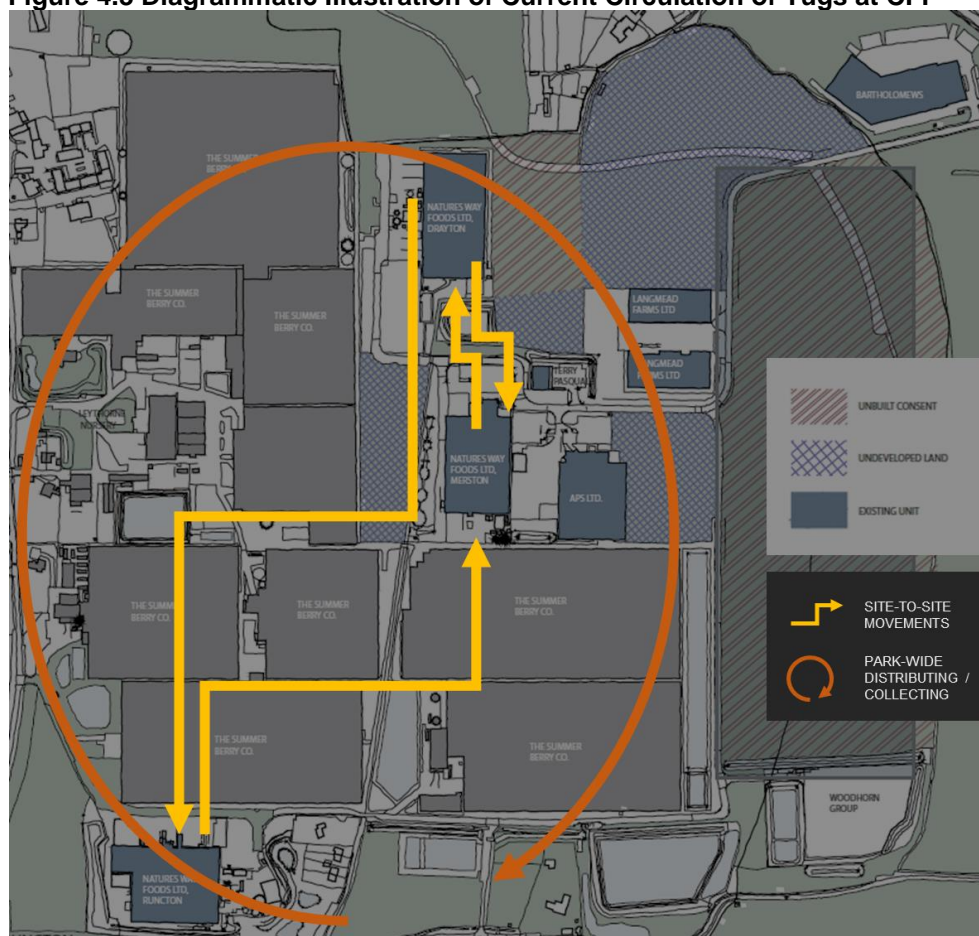 Figure 4.3 Diagrammatic Illustration of Current Circulation of Tugs at CFP
BARTHOLOMEWS
THE SUMMER
BERRY CO.
NATURES WAY
FOODS LTD,
DRAYTON
THE SUMMER
BERRY CO.
THE SUMMER
BERRY CO.
LANGMEAD
FARMS LTD
LANGMEAD
FARMS LTD
TERRY
PASQUA
LEYTHORNE
NURSERY
UNBUILT CONSENT
UNDEVELOPED LAND
EXISTING UNIT
NATURES WAY
FOODS LTD,
MERSTON
APS LTD.
SITE-TO-SITE
MOVEMENTS
PARK-WIDE
DISTRIBUTING /
COLLECTING
THE SUMMER
BERRY CO.
THE SUMMER
BERRY CO.
THE SUMMER
BERRY CO.
THE SUMMER
BERRY CO.
THE SUMMER
BERRY CO.
WOODHORN
GROUP
NATURES WAY
FOODS LTD,
RUNCTON